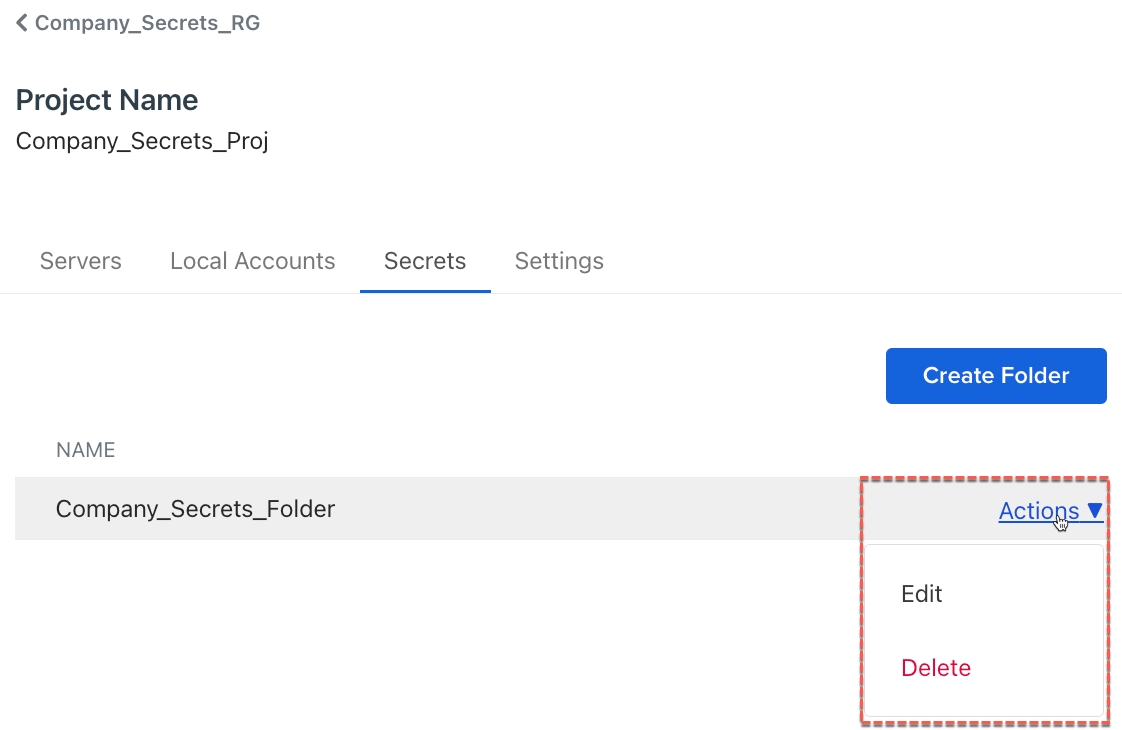 Company_Secrets_RG
Project Name
Company_Secrets_Proj
Servers Local Accounts Secrets Settings
Create Folder
NAME
Company_Secrets_Folder Actions ▼
Edit
Delete